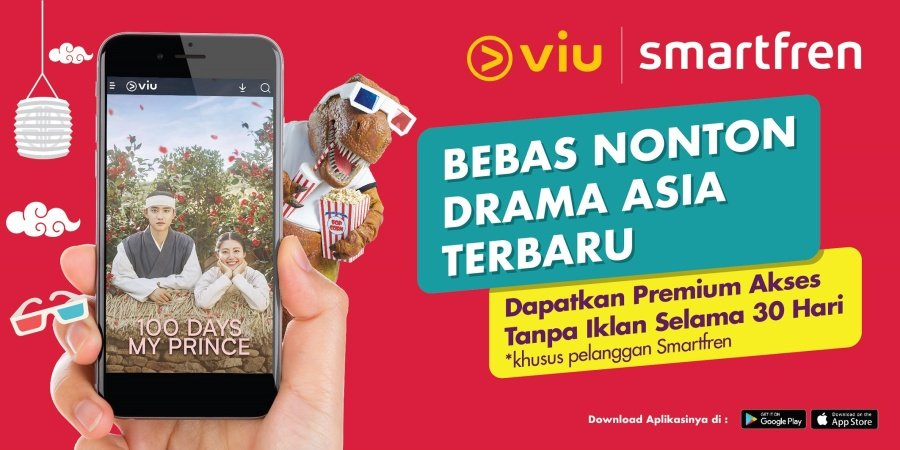 viu
smartfren
viu
BEBAS NONTON
DRAMA ASIA
TERBARU
Dapatkan Premium Akses
Tanpa Iklan Selama 30 Hari
*khusus pelanggan Smartfren
POP
CORN
100 DAYS
MY PRINCE
Download Aplikasinya di :
GET IT ON
Google Play
Download on the
App Store